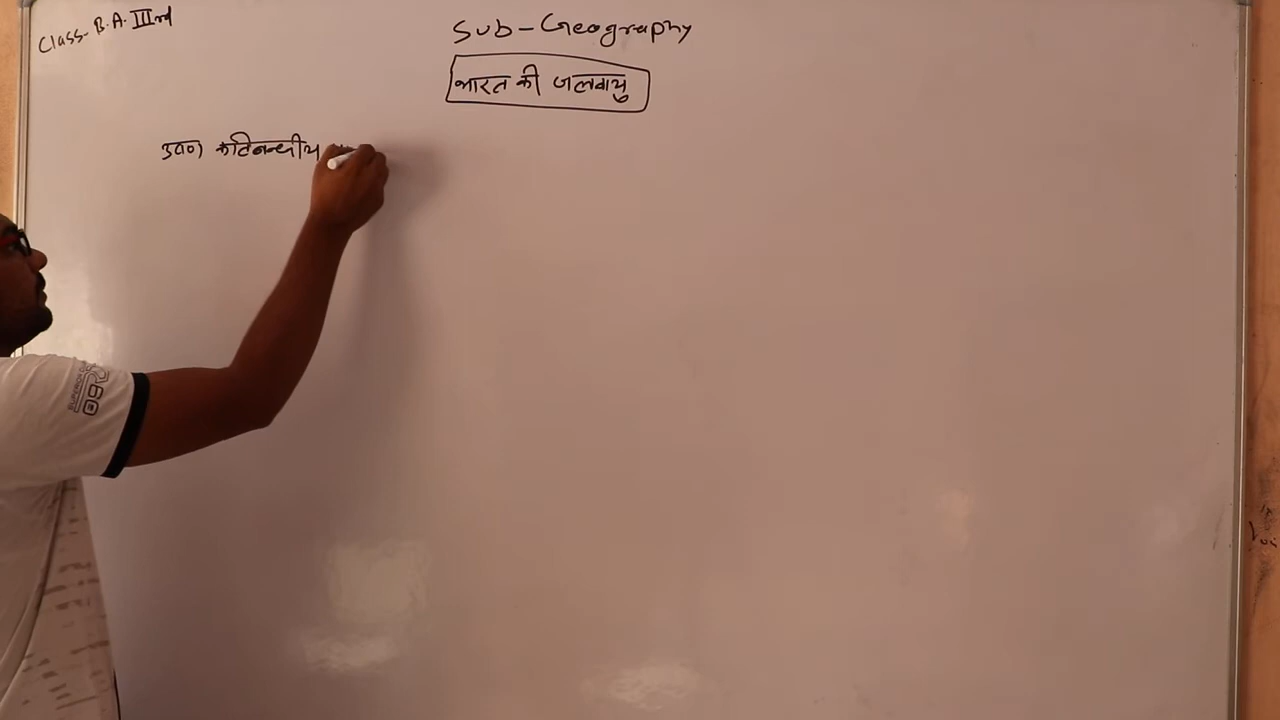 Class- B.A. IIIrd
Sub-Geography
भारत की जलवायु
उष्ण कटिबन्धीय